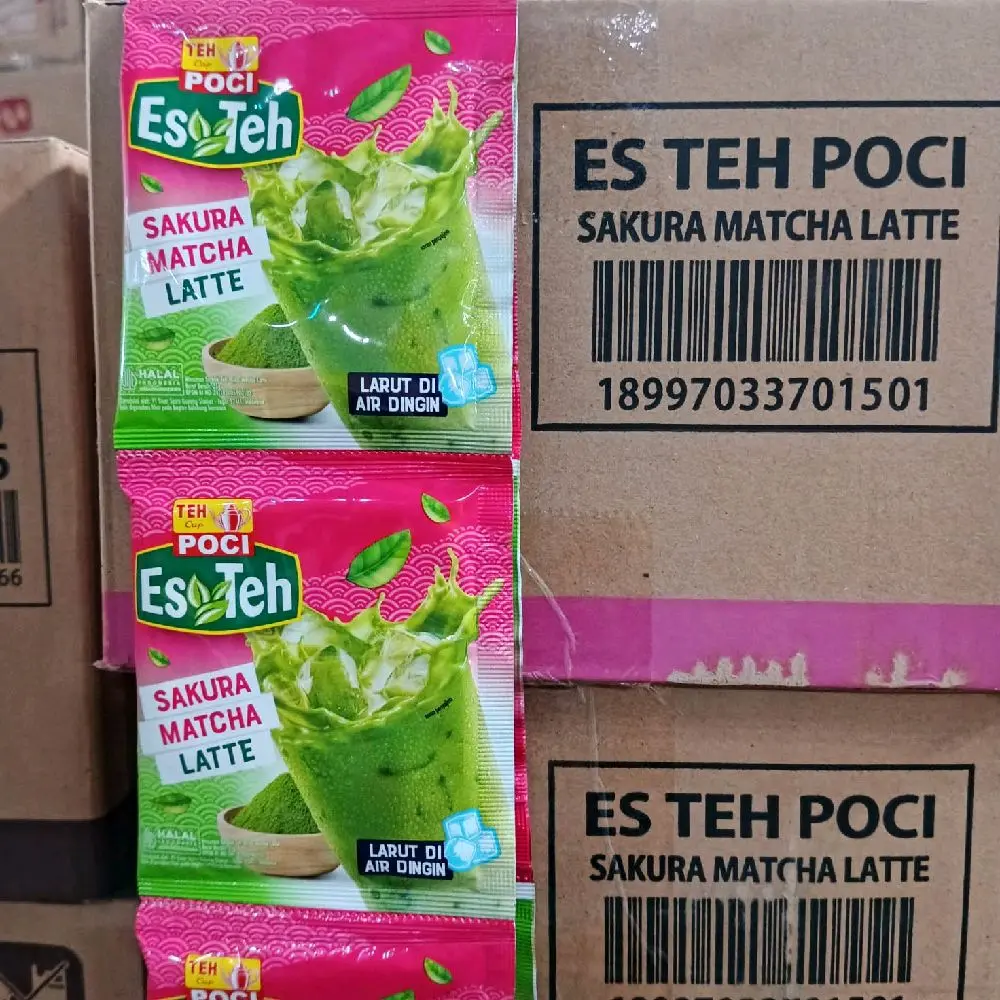 TEH
Cup
POCI
Es Teh
SAKURA
MATCHA
LATTE
HALAL
INDONESIA
LARUT DI
AIR DINGIN
TEH
Cup
POCI
Es Teh
SAKURA
MATCHA
LATTE
HALAL
LARUT DI
AIR DINGIN
TEH
Cup
POCI
ES TEH POCI
SAKURA MATCHA LATTE
18997033701501
ES TEH POCI
SAKURA MATCHA LATTE
66